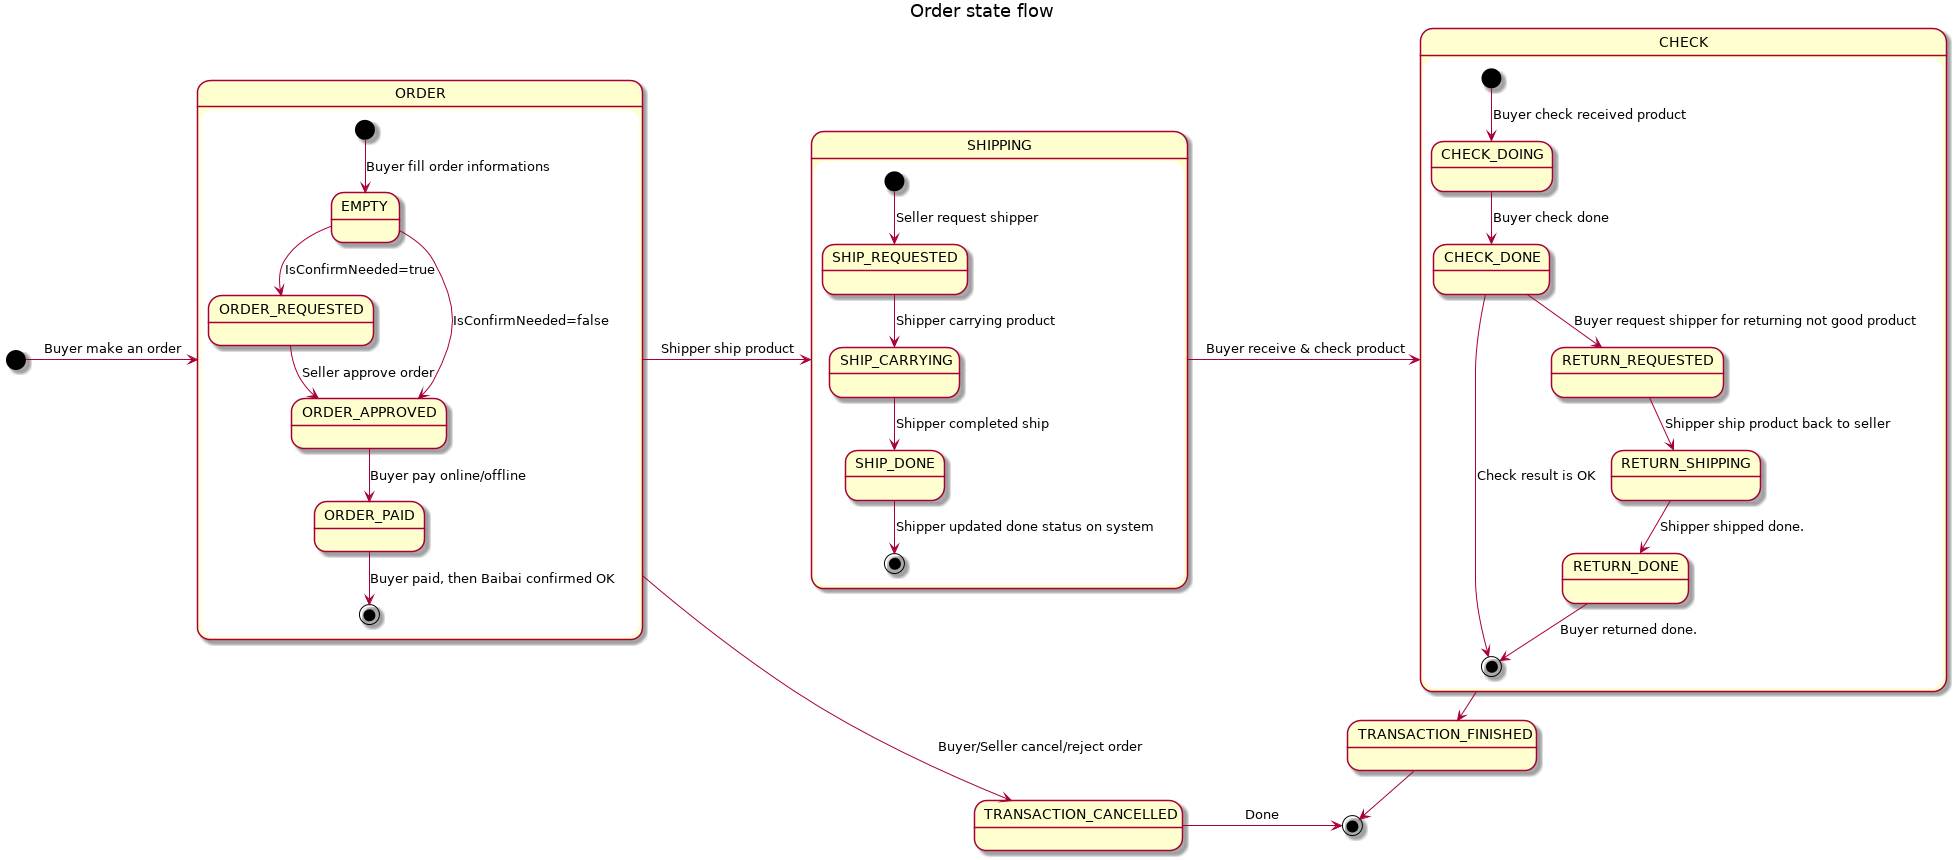 Order state flow
Buyer make an order
ORDER
Buyer fill order informations
EMPTY
IsConfirmNeeded=true
IsConfirmNeeded=false
ORDER_REQUESTED
Seller approve order
ORDER_APPROVED
Buyer pay online/offline
ORDER_PAID
Buyer paid, then Baibai confirmed OK
Shipper ship product
SHIPPING
Seller request shipper
SHIP_REQUESTED
Shipper carrying product
SHIP_CARRYING
Shipper completed ship
SHIP_DONE
Shipper updated done status on system
Buyer receive & check product
CHECK
Buyer check received product
CHECK_DOING
Buyer check done
CHECK_DONE
Buyer request shipper for returning not good product
RETURN_REQUESTED
Shipper ship product back to seller
RETURN_SHIPPING
Check result is OK
Shipper shipped done.
RETURN_DONE
Buyer returned done.
TRANSACTION_FINISHED
Buyer/Seller cancel/reject order
TRANSACTION_CANCELLED
Done